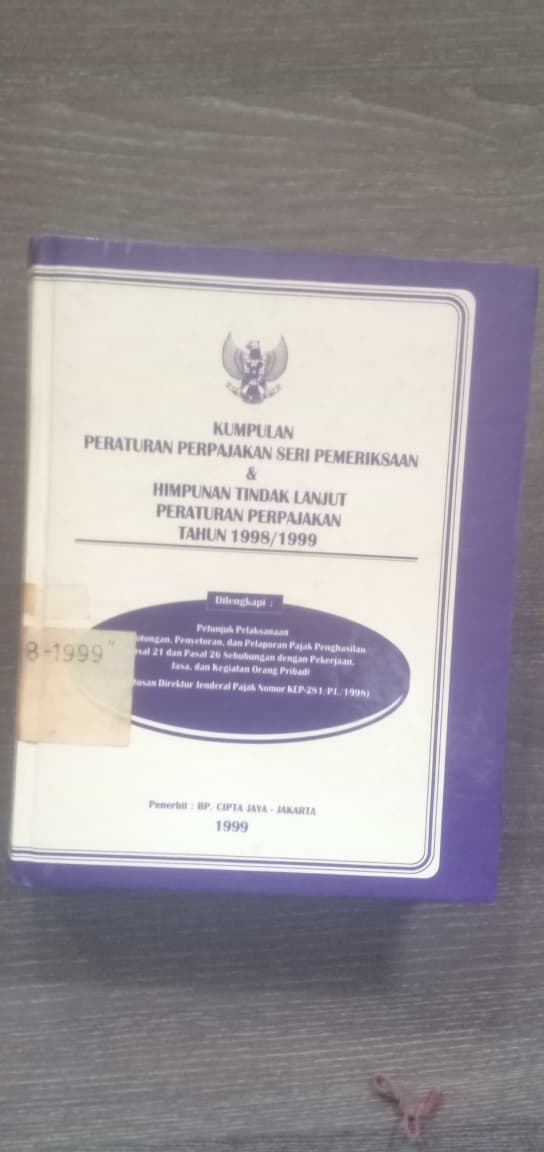 KUMPULAN
PERATURAN PERPAJAKAN SERI PEMERIKSAAN
&
HIMPUNAN TINDAK LANJUT
PERATURAN PERPAJAKAN
TAHUN 1998/1999
Dilengkapi :
Petunjuk Pelaksanaan
Penyetoran, dan Pelaporan Pajak Penghasilan
21 dan Pasal 26 Sehubungan dengan Pekerjaan,
Jasa, dan Kegiatan Orang Pribadi
Direktur Jenderal Pajak Nomor KEP-281/PJ./1998)
8-1999"
Penerbit : BP. CIPTA JAYA - JAKARTA
1999